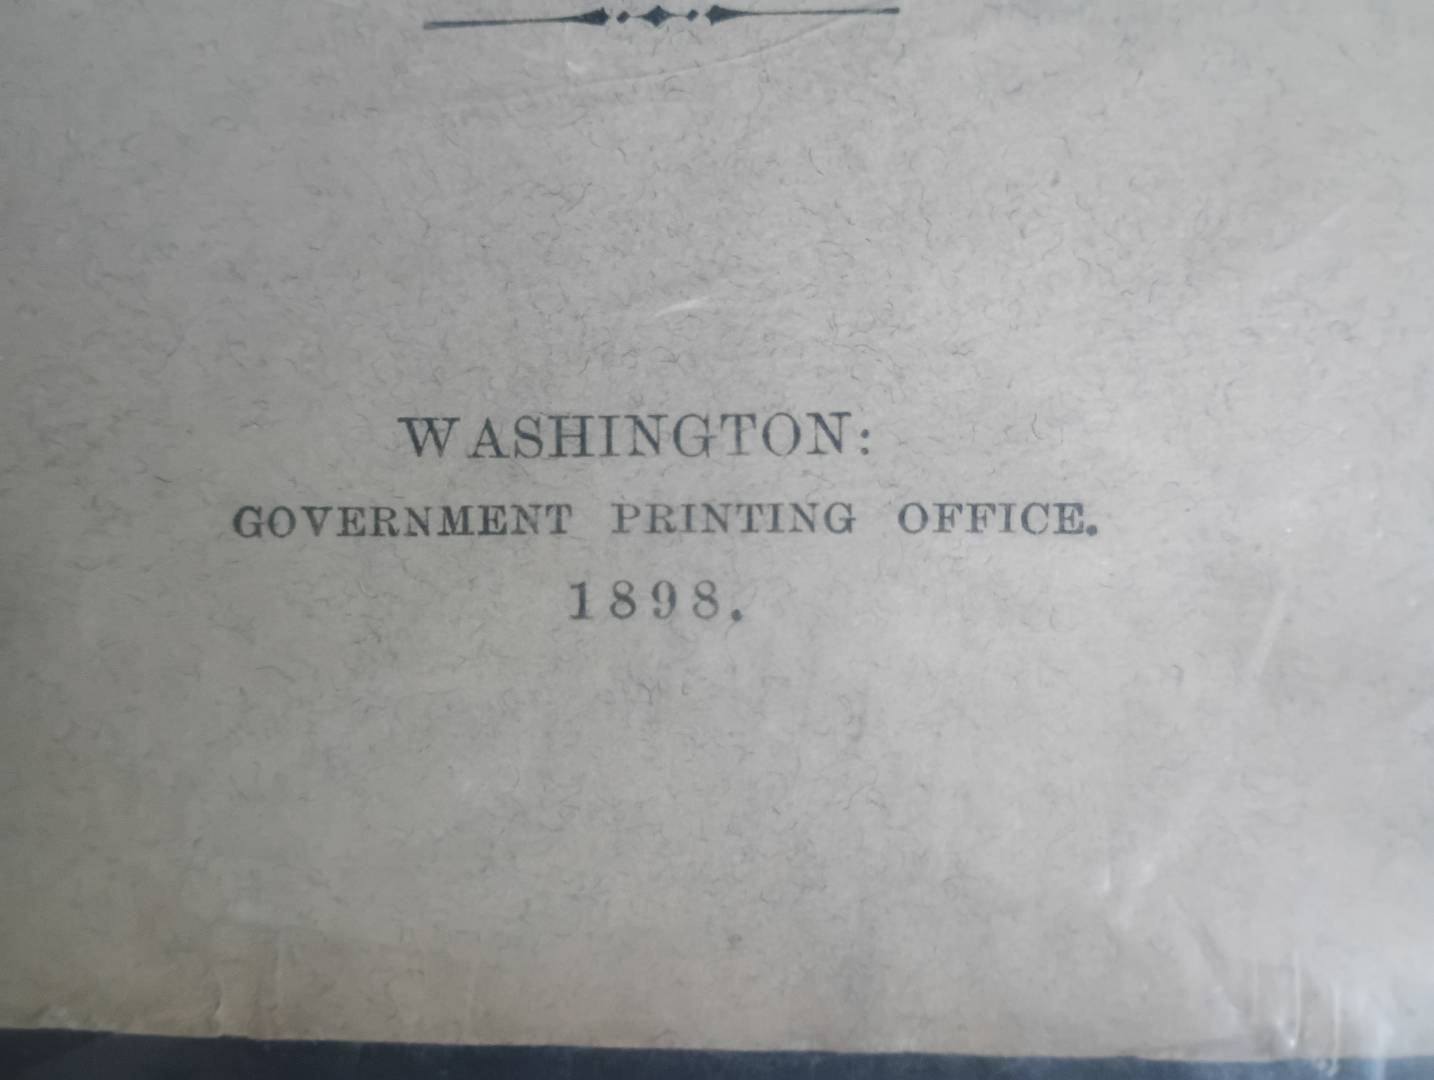 WASHINGTON:
GOVERNMENT PRINTING OFFICE.
1898.